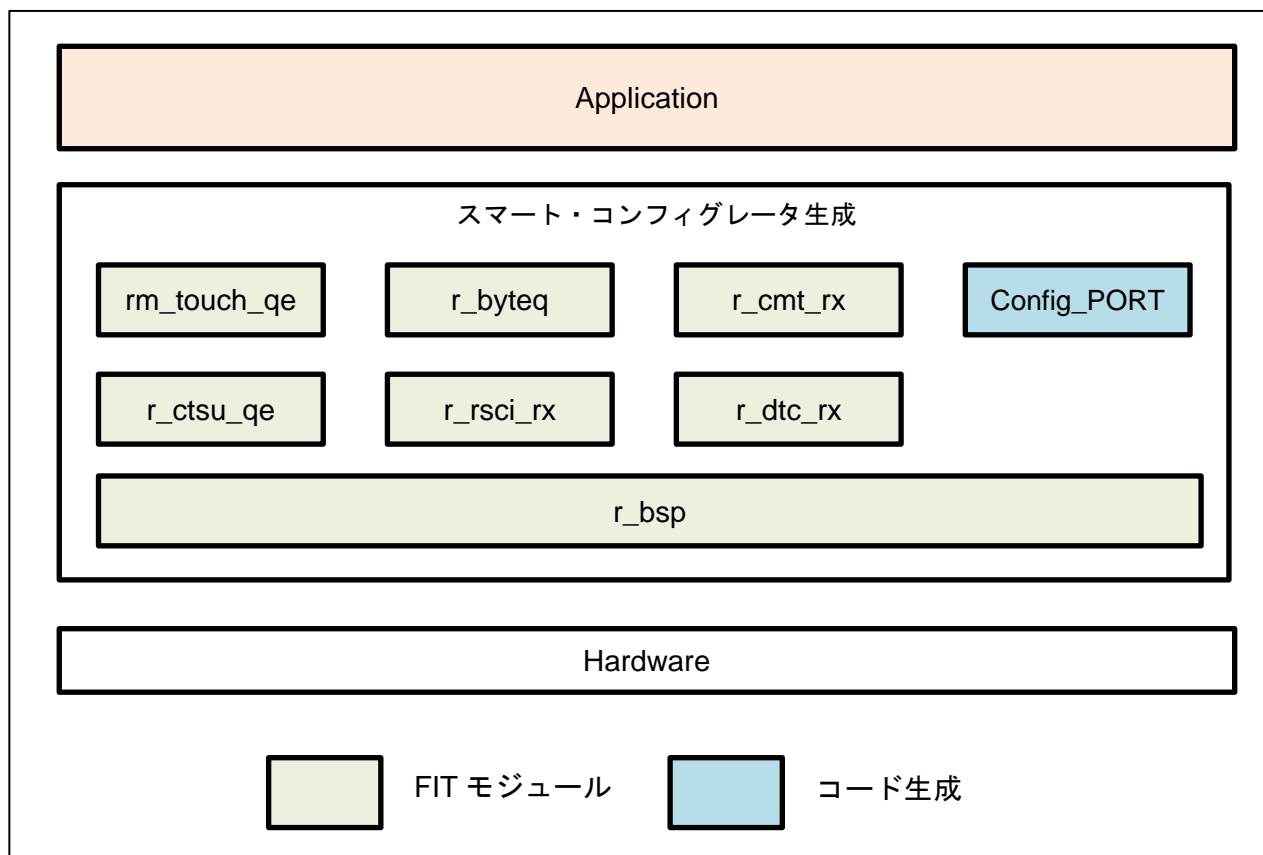 Application
スマート・コンフィグレータ生成
rm_touch_qe
r_byteq
r_cmt_rx
Config_PORT
r_ctsu_qe
r_rsci_rx
r_dtc_rx
r_bsp
Hardware
FIT モジュール
コード生成